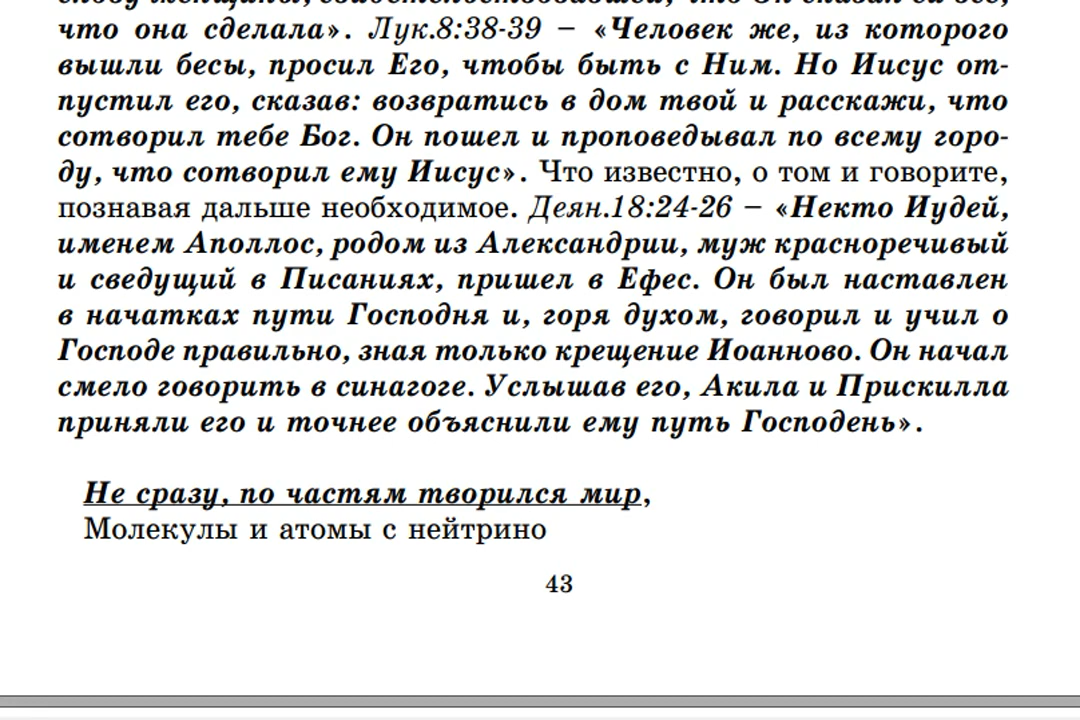 что она сделала». Лук.8:38-39 – «Человек же, из которого
вышли бесы, просил Его, чтобы быть с Ним. Но Иисус от-
пустил его, сказав: возвратись в дом твой и расскажи, что
сотворил тебе Бог. Он пошел и проповедывал по всему горо-
ду, что сотворил ему Иисус». Что известно, о том и говорите,
познавая дальше необходимое. Деян.18:24-26 – «Некто Иудей,
именем Аполлос, родом из Александрии, муж красноречивый
и сведущий в Писаниях, пришел в Ефес. Он был наставлен
в начатках пути Господня и, горя духом, говорил и учил о
Господе правильно, зная только крещение Иоанново. Он начал
смело говорить в синагоге. Услышав его, Акила и Прискилла
приняли его и точнее объяснили ему путь Господень».
Не сразу, по частям творился мир,
Молекулы и атомы с нейтрино
43